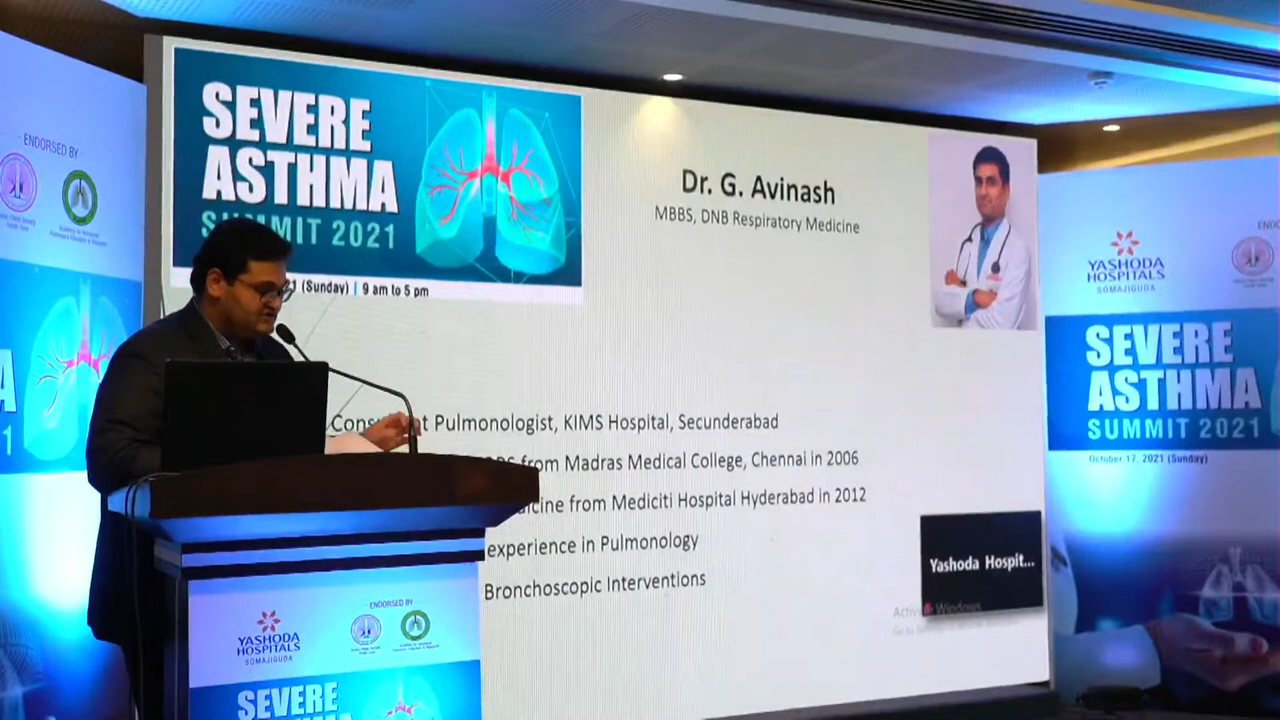 ENDORSED BY
SEVERE
ASTHMA
SUMMIT 2021
(Sunday) | 9 am to 5 pm
Dr. G. Avinash
MBBS, DNB Respiratory Medicine
Pulmonologist, KIMS Hospital, Secunderabad
from Madras Medical College, Chennai in 2006
from Mediciti Hospital Hyderabad in 2012
experience in Pulmonology
Bronchoscopic Interventions
Yashoda Hospit...
Windows
YASHODA
HOSPITALS
SOMAJIGUDA
SEVERE
ASTHMA
SUMMIT 2021
October 17, 2021 (Sunday)
YASHODA
HOSPITALS
SOMAJIGUDA
ENDORSED BY
SEVERE